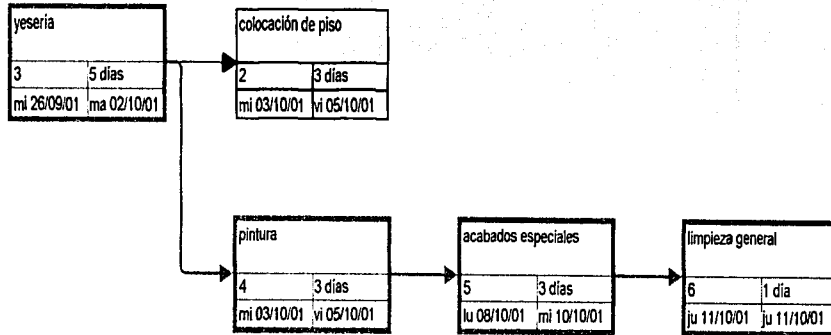 yeseria
3 5 días
mi 26/09/01 ma 02/10/01
colocación de piso
2 3 días
mi 03/10/01 vi 05/10/01
pintura
4 3 días
mi 03/10/01 vi 05/10/01
acabados especiales
5 3 días
lu 08/10/01 mi 10/10/01
limpieza general
6 1 día
ju 11/10/01 ju 11/10/01